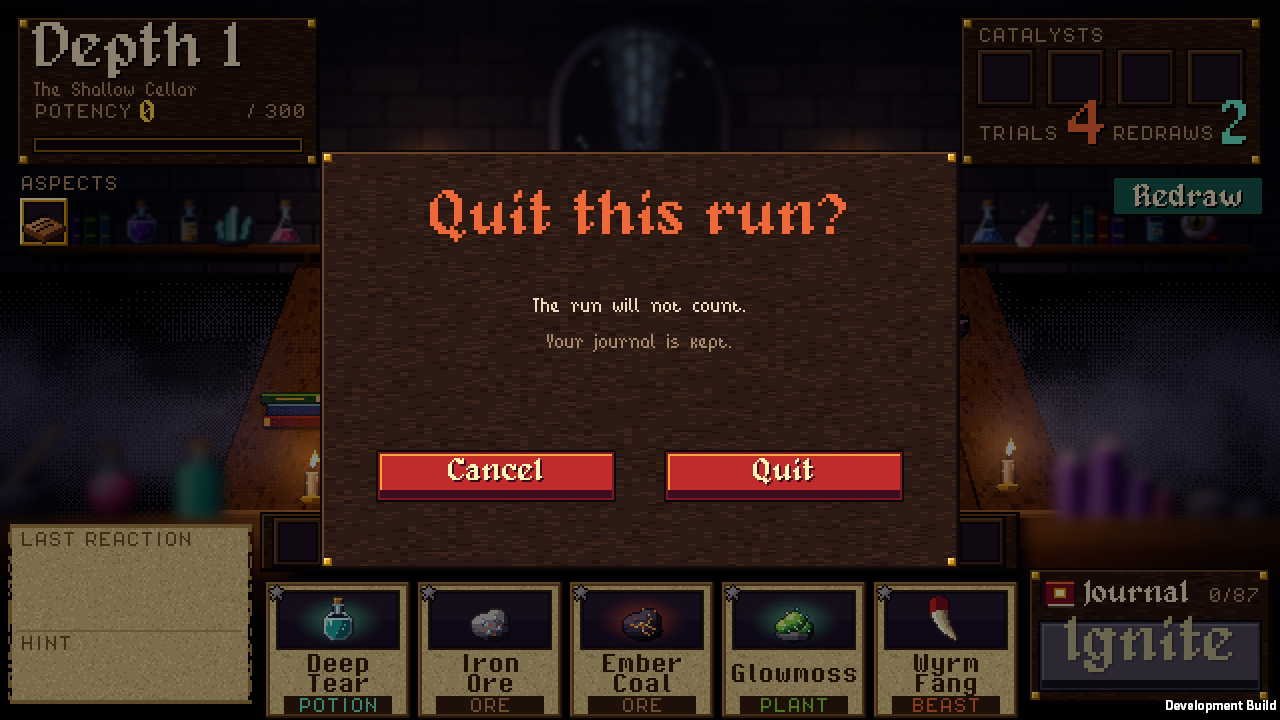 Depth 1
The Shallow Cellar
POTENCY 0 / 300
ASPECTS
CATALYSTS
TRIALS 4 REDRAWS 2
Redraw
Quit this run?
The run will not count.
Your journal is kept.
Cancel
Quit
LAST REACTION
HINT
Deep
Tear
POTION
Iron
Ore
ORE
Ember
Coal
ORE
Glowmoss
PLANT
Wyrm
Fang
BEAST
Journal 0/87
Ignite
Development Build